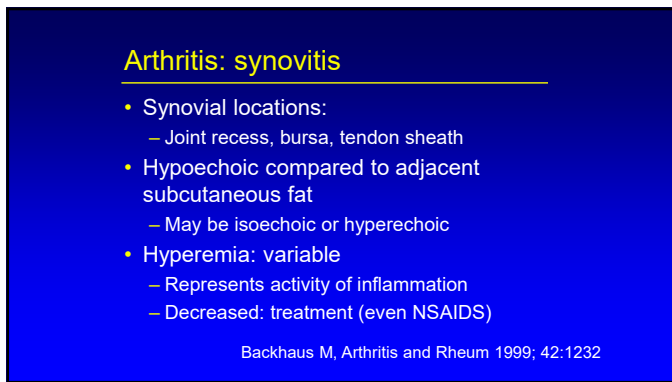 Arthritis: synovitis
• Synovial locations:
– Joint recess, bursa, tendon sheath
• Hypoechoic compared to adjacent
subcutaneous fat
– May be isoechoic or hyperechoic
• Hyperemia: variable
– Represents activity of inflammation
– Decreased: treatment (even NSAIDS)
Backhaus M, Arthritis and Rheum 1999; 42:1232